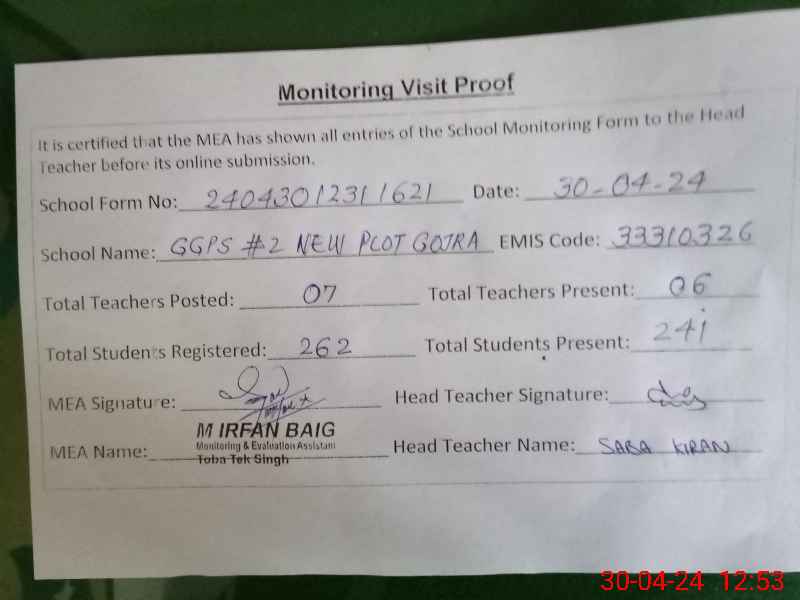 Monitoring Visit Proof
It is certified that the MEA has shown all entries of the School Monitoring Form to the Head
Teacher before its online submission.
School Form No: 24043012311621 Date: 30-04-24
School Name: GGPS #2 NEW PLOT GOJRA EMIS Code: 33310326
Total Teachers Posted: 07 Total Teachers Present: 06
Total Students Registered: 262 Total Students Present: 241
MEA Signature: Head Teacher Signature:
M IRFAN BAIG
Monitoring & Evaluation Assistant
MEA Name: Toba Tek Singh Head Teacher Name: SABA KIRAN
30-04-24 12:53